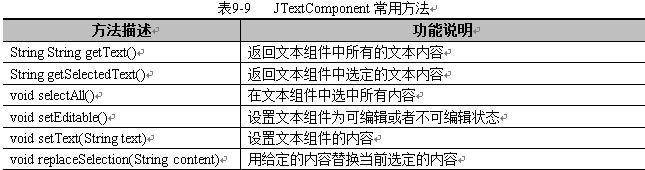 表9-9 JTextComponent 常用方法
方法描述 功能说明
String String getText() 返回文本组件中所有的文本内容
String getSelectedText() 返回文本组件中选定的文本内容
void selectAll() 在文本组件中选中所有内容
void setEditable() 设置文本组件为可编辑或者不可编辑状态
void setText(String text) 设置文本组件的内容
void replaceSelection(String content) 用给定的内容替换当前选定的内容